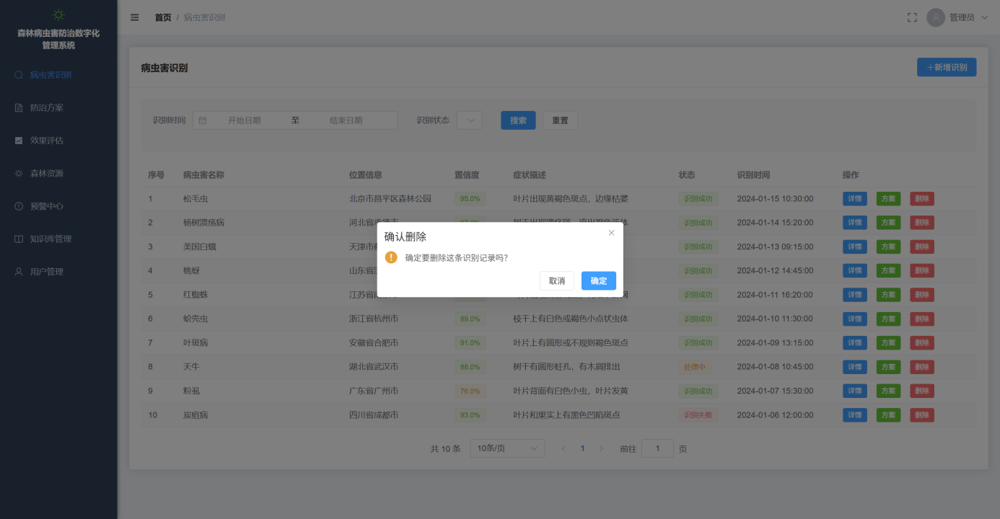 森林病虫害防治数字化
管理系统
病虫害识别
防治方案
效果评估
森林资源
预警中心
知识库管理
用户管理
首页 / 病虫害识别
管理员
病虫害识别
+新增识别
识别时间 开始日期 至 结束日期 识别状态 搜索 重置
序号 病虫害名称 位置信息 置信度 症状描述 状态 识别时间 操作
1 松毛虫 北京市昌平区森林公园 95.0% 叶片出现黄褐色斑点，边缘枯萎 识别成功 2024-01-15 10:30:00 详情 方案 删除
2 杨树溃疡病 河北省承德市 识别成功 2024-01-14 15:20:00 详情 方案 删除
3 美国白蛾 天津市 识别成功 2024-01-13 09:15:00 详情 方案 删除
4 桃蚜 山东省 识别成功 2024-01-12 14:45:00 详情 方案 删除
5 红蜘蛛 江苏省 识别成功 2024-01-11 16:20:00 详情 方案 删除
6 蚧壳虫 浙江省杭州市 89.0% 枝干上有白色或褐色小点状虫体 识别成功 2024-01-10 11:30:00 详情 方案 删除
7 叶斑病 安徽省合肥市 91.0% 叶片上有圆形或不规则褐色斑点 识别成功 2024-01-09 13:15:00 详情 方案 删除
8 天牛 湖北省武汉市 88.0% 树干有圆形蛀孔，有木屑排出 处理中 2024-01-08 10:45:00 详情 方案 删除
9 粉虱 广东省广州市 76.0% 叶片背面有白色小虫，叶片发黄 识别成功 2024-01-07 15:30:00 详情 方案 删除
10 炭疽病 四川省成都市 93.0% 叶片和果实上有黑色凹陷斑点 识别失败 2024-01-06 12:00:00 详情 方案 删除
确认删除
确定要删除这条识别记录吗？
取消 确定
共 10 条 10条/页 1 前往 1 页